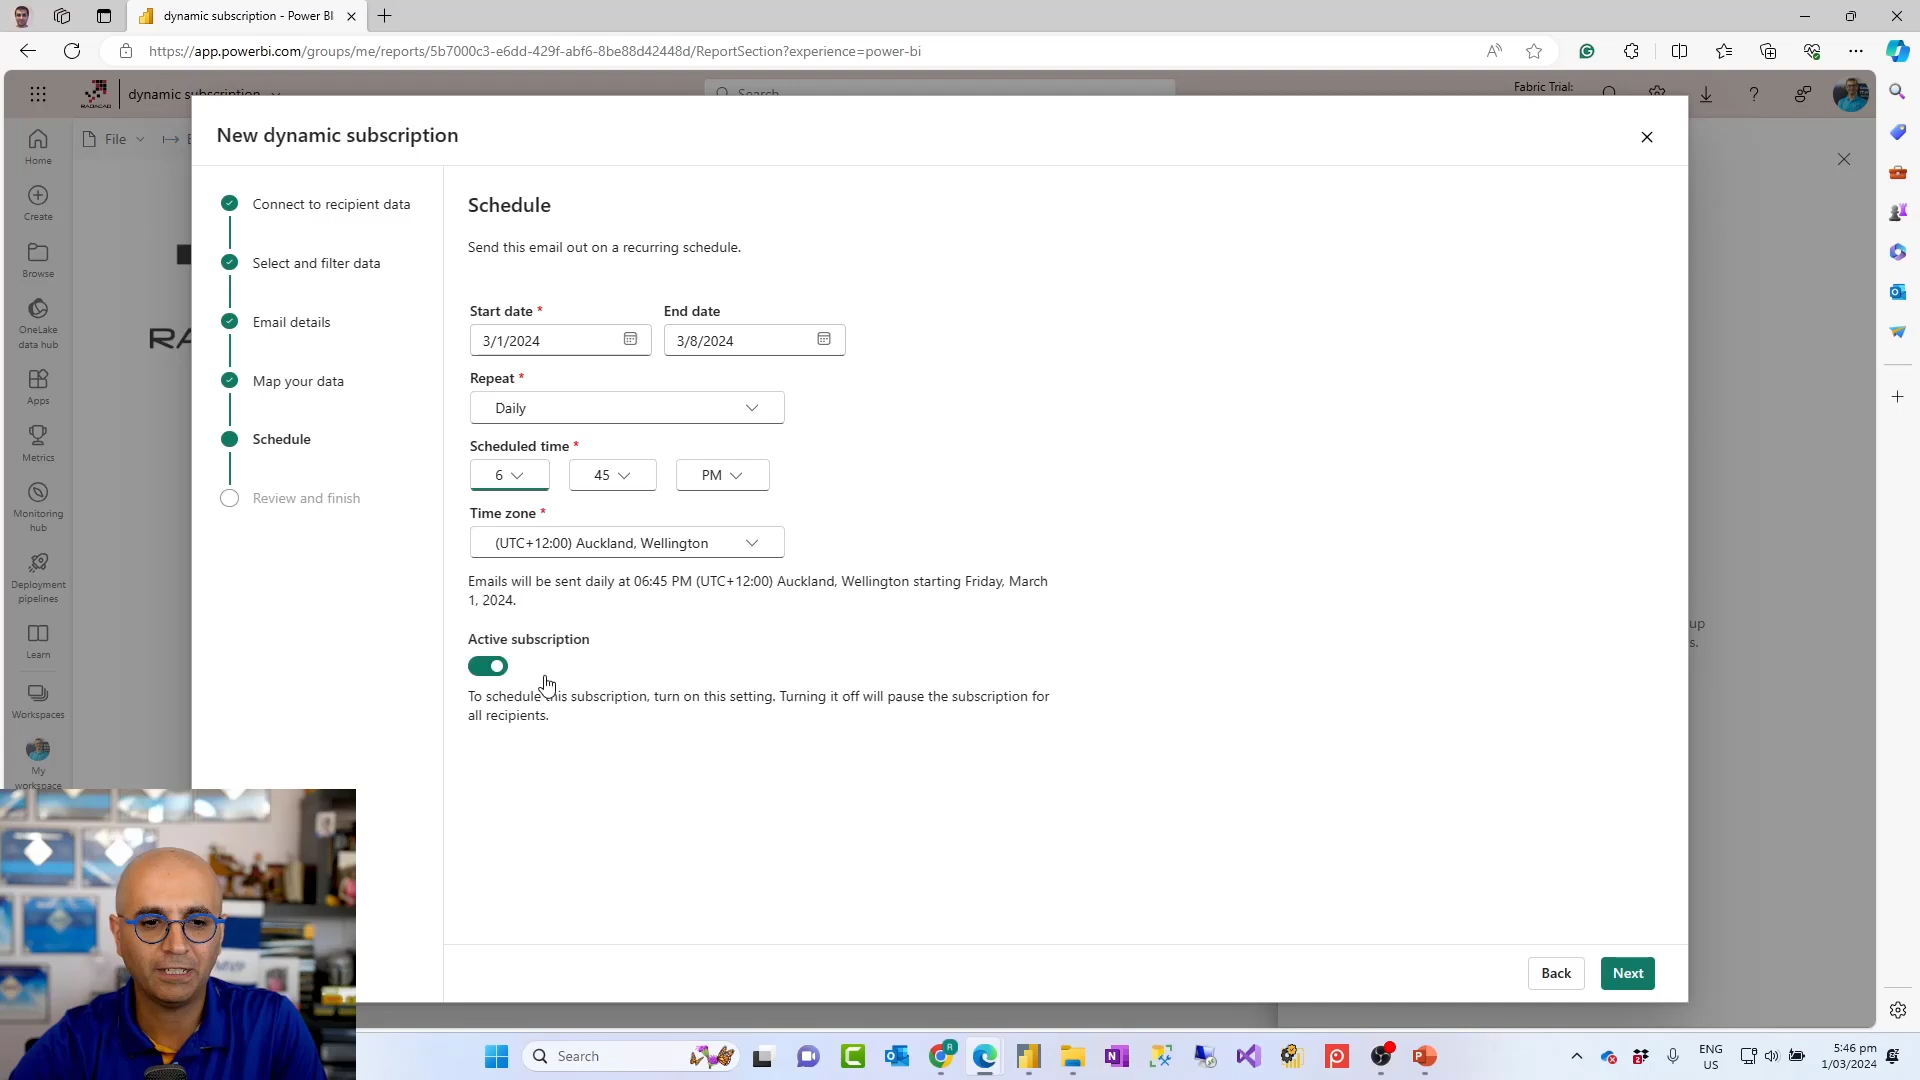 dynamic subscription - Power BI
https://app.powerbi.com/groups/me/reports/5b7000c3-e6dd-429f-abf6-8be88d42448d/ReportSection?experience=power-bi
RADACAD
dynamic subscription
Search
Fabric Trial:
File
Home
Create
Browse
OneLake
data hub
Apps
Metrics
Monitoring
hub
Deployment
pipelines
Learn
Workspaces
My
workspace
New dynamic subscription
Connect to recipient data
Select and filter data
Email details
Map your data
Schedule
Review and finish
Schedule
Send this email out on a recurring schedule.
Start date *
End date
3/1/2024
3/8/2024
Repeat *
Daily
Scheduled time *
6
45
PM
Time zone *
(UTC+12:00) Auckland, Wellington
Emails will be sent daily at 06:45 PM (UTC+12:00) Auckland, Wellington starting Friday, March
1, 2024.
Active subscription
To schedule this subscription, turn on this setting. Turning it off will pause the subscription for
all recipients.
up
s.
Back
Next
Search
ENG
US
5:46 pm
1/03/2024